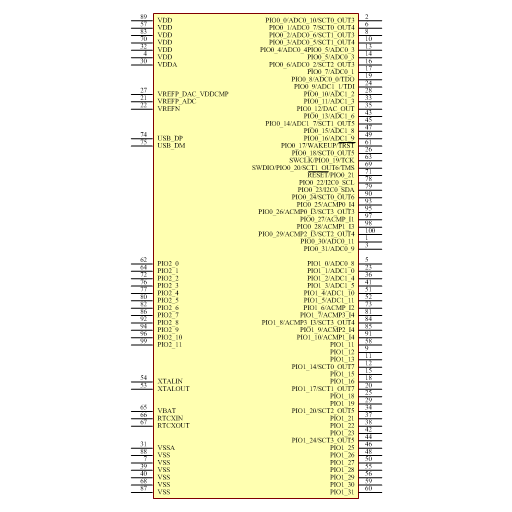 89 VDD
57 VDD
83 VDD
70 VDD
32 VDD
4 VDD
30 VDDA
27 VREFP_DAC_VDDCMP
21 VREFP_ADC
22 VREFN
74 USB_DP
75 USB_DM
62 PIO2_0
64 PIO2_1
72 PIO2_2
76 PIO2_3
77 PIO2_4
80 PIO2_5
82 PIO2_6
86 PIO2_7
92 PIO2_8
94 PIO2_9
96 PIO2_10
99 PIO2_11
54 XTALIN
53 XTALOUT
65 VBAT
66 RTCXIN
67 RTCXOUT
31 VSSA
88 VSS
7 VSS
39 VSS
40 VSS
68 VSS
87 VSS
PIO0_0/ADC0_10/SCT0_OUT3 2
PIO0_1/ADC0_7/SCT0_OUT4 6
PIO0_2/ADC0_6/SCT1_OUT3 8
PIO0_3/ADC0_5/SCT1_OUT4 10
PIO0_4/ADC0_4PIO0_5/ADC0_3 13
PIO0_5/ADC0_3 14
PIO0_6/ADC0_2/SCT2_OUT3 16
PIO0_7/ADC0_1 17
PIO0_8/ADC0_0/TDO 19
PIO0_9/ADC1_1/TDI 24
PIO0_10/ADC1_2 28
PIO0_11/ADC1_3 33
PIO0_12/DAC_OUT 35
PIO0_13/ADC1_6 43
PIO0_14/ADC1_7/SCT1_OUT5 45
PIO0_15/ADC1_8 47
PIO0_16/ADC1_9 49
PIO0_17/WAKEUP/TRST 61
PIO0_18/SCT0_OUT5 26
SWCLK/PIO0_19/TCK 63
SWDIO/PIO0_20/SCT1_OUT6/TMS 69
RESET/PIO0_21 71
PIO0_22/I2C0_SCL 78
PIO0_23/I2C0_SDA 79
PIO0_24/SCT0_OUT6 90
PIO0_25/ACMP0_I4 93
PIO0_26/ACMP0_I3/SCT3_OUT3 95
PIO0_27/ACMP_I1 97
PIO0_28/ACMP1_I3 98
PIO0_29/ACMP2_I3/SCT2_OUT4 100
PIO0_30/ADC0_11 1
PIO0_31/ADC0_9 3
PIO1_0/ADC0_8 5
PIO1_1/ADC1_0 23
PIO1_2/ADC1_4 36
PIO1_3/ADC1_5 41
PIO1_4/ADC1_10 51
PIO1_5/ADC1_11 52
PIO1_6/ACMP_I2 73
PIO1_7/ACMP3_I4 81
PIO1_8/ACMP3_I3/SCT3_OUT4 84
PIO1_9/ACMP2_I4 85
PIO1_10/ACMP1_I4 91
PIO1_11 58
PIO1_12 9
PIO1_13 11
PIO1_14/SCT0_OUT7 12
PIO1_15 15
PIO1_16 18
PIO1_17/SCT1_OUT7 20
PIO1_18 25
PIO1_19 29
PIO1_20/SCT2_OUT5 34
PIO1_21 37
PIO1_22 38
PIO1_23 42
PIO1_24/SCT3_OUT5 44
PIO1_25 46
PIO1_26 48
PIO1_27 50
PIO1_28 55
PIO1_29 56
PIO1_30 59
PIO1_31 60